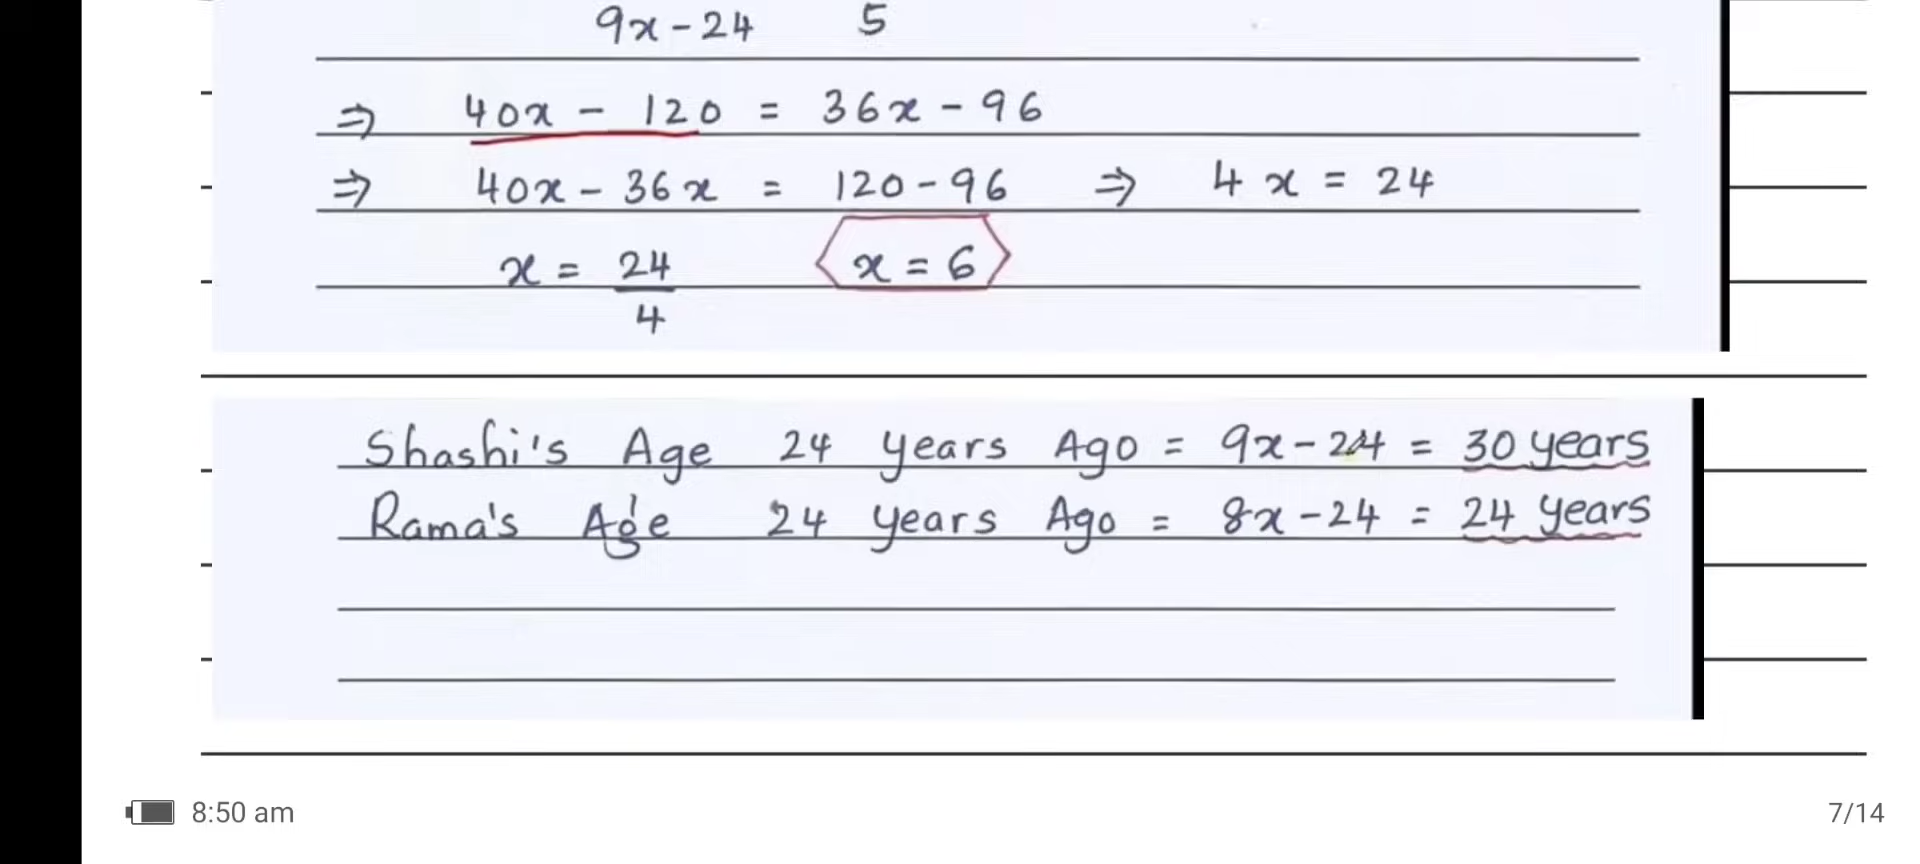 9x - 24 5
⇒ 40x - 120 = 36x - 96
⇒ 40x - 36x = 120 - 96 ⇒ 4x = 24
x = 24 x = 6
4
Shashi's Age 24 years Ago = 9x - 24 = 30 years
Rama's Age 24 years Ago = 8x - 24 = 24 years
8:50 am 7/14